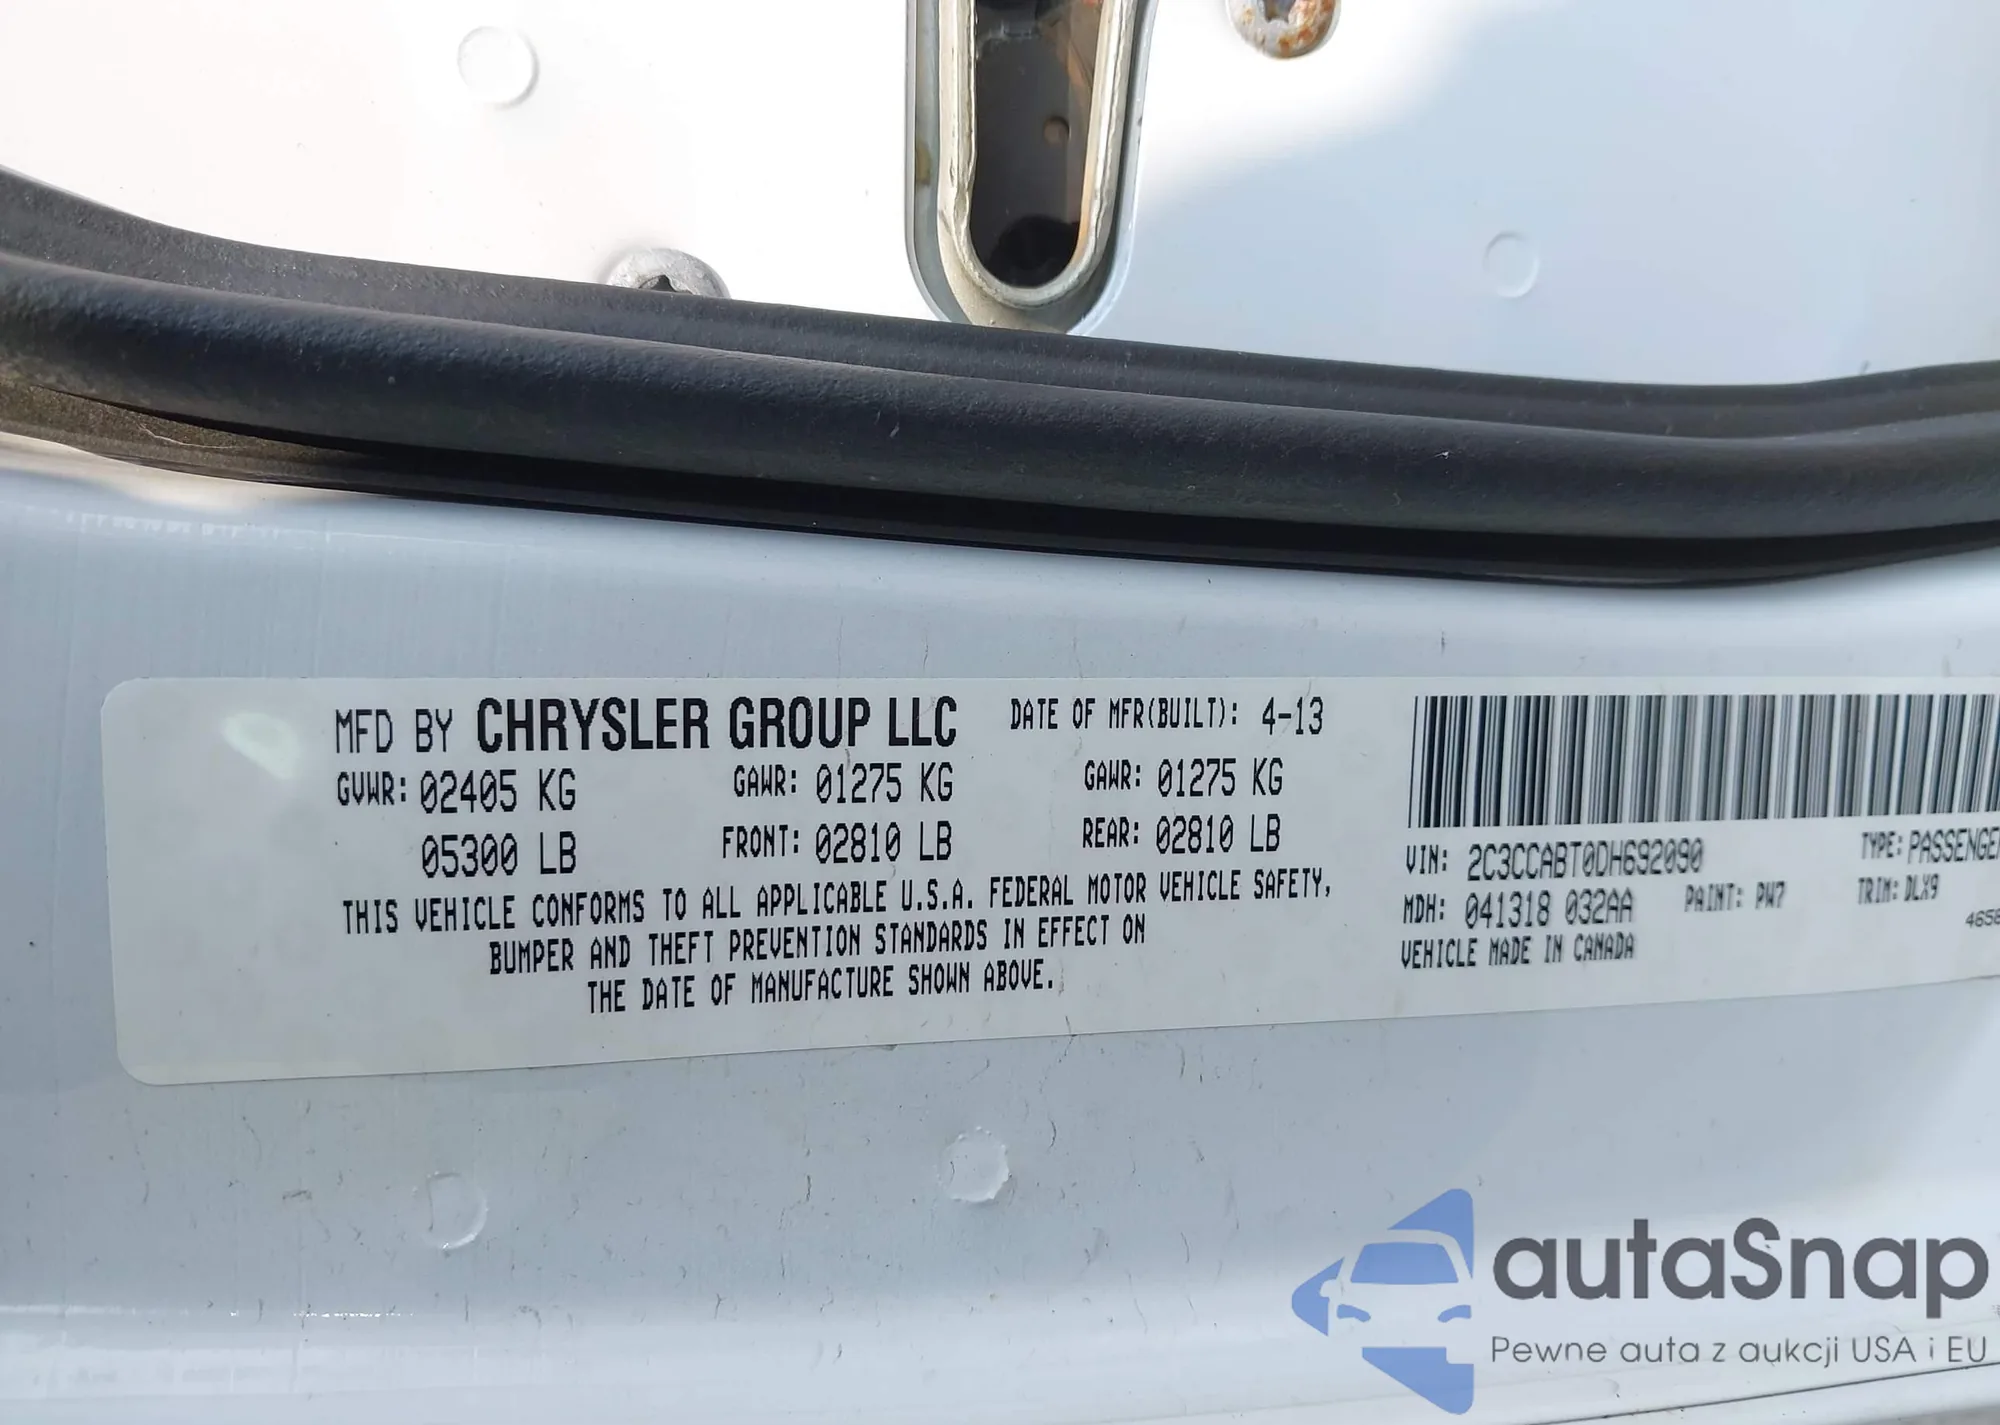 MFD BY CHRYSLER GROUP LLC DATE OF MFR(BUILT): 4-13
GVWR: 02405 KG GAWR: 01275 KG GAWR: 01275 KG
05300 LB FRONT: 02810 LB REAR: 02810 LB
THIS VEHICLE CONFORMS TO ALL APPLICABLE U.S.A. FEDERAL MOTOR VEHICLE SAFETY,
BUMPER AND THEFT PREVENTION STANDARDS IN EFFECT ON
THE DATE OF MANUFACTURE SHOWN ABOVE.
VIN: 2C3CCABT0DH692090 TYPE: PASSENGE
MDH: 041318 032AA PAINT: PW7 TRIM: DLX9
VEHICLE MADE IN CANADA 465
autaSnap
Pewne auta z aukcji USA i EU